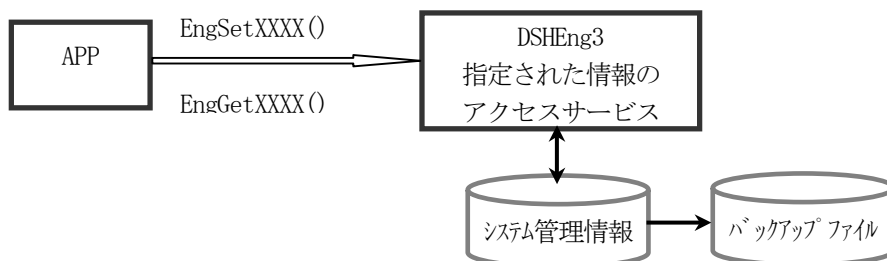 EngSetXXXX()
APP
EngGetXXXX()
DSHEng3
指定された情報の
アクセスサービス
システム管理情報
バックアップファイル